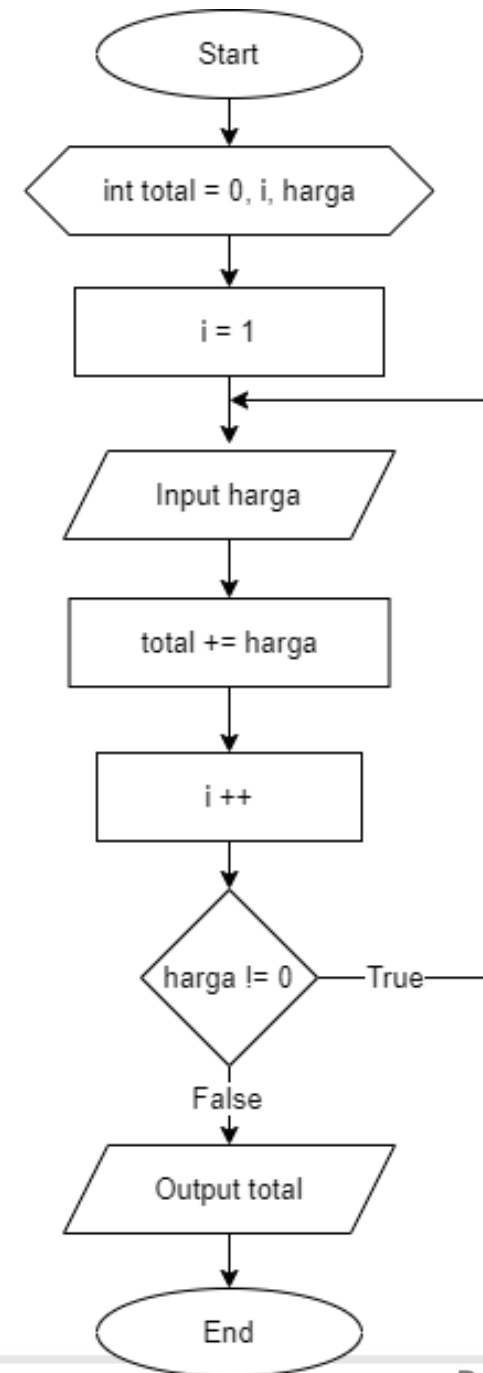 Start
int total = 0, i, harga
i = 1
Input harga
total += harga
i ++
harga != 0
True
False
Output total
End